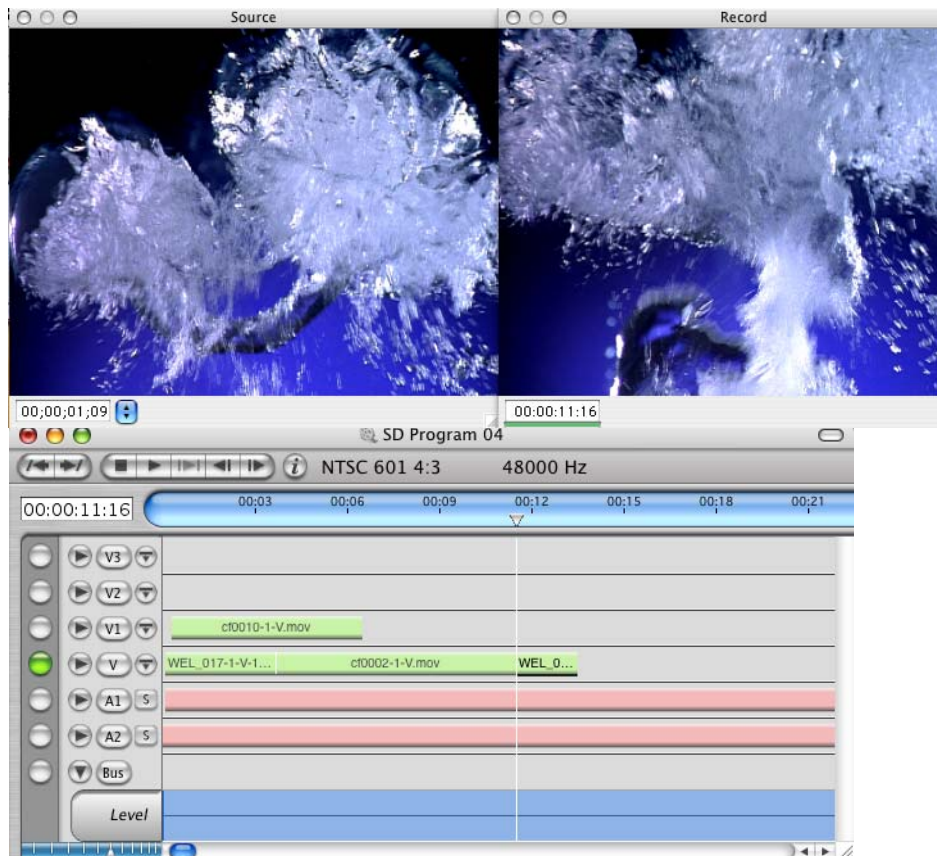 Source
Record
00;00;01;09
00:00:11:16
SD Program 04
i NTSC 601 4:3 48000 Hz
00:00:11:16 00;03 00;06 00;09 00;12 00;15 00;18 00;21
V3
V2
V1 cf0010-1-V.mov
V WEL_017-1-V-1... cf0002-1-V.mov WEL_0...
A1 S
A2 S
Bus
Level